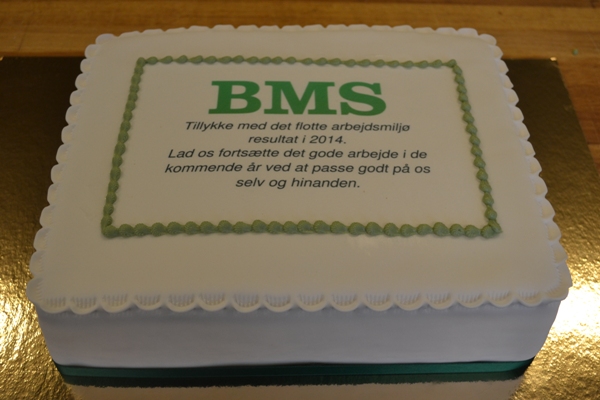 BMS
Tillykke med det flotte arbejdsmiljø
resultat i 2014.
Lad os fortsætte det gode arbejde i de
kommende år ved at passe godt på os
selv og hinanden.